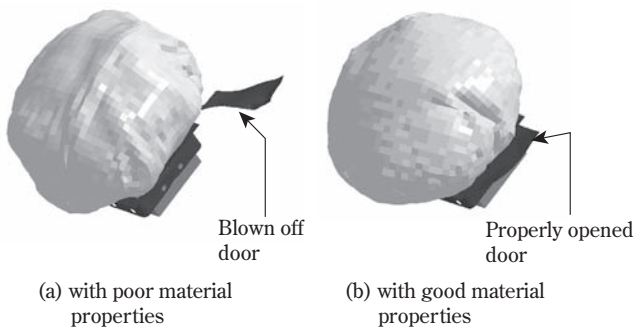 Blown off
door
Properly opened
door
(a) with poor material
properties
(b) with good material
properties